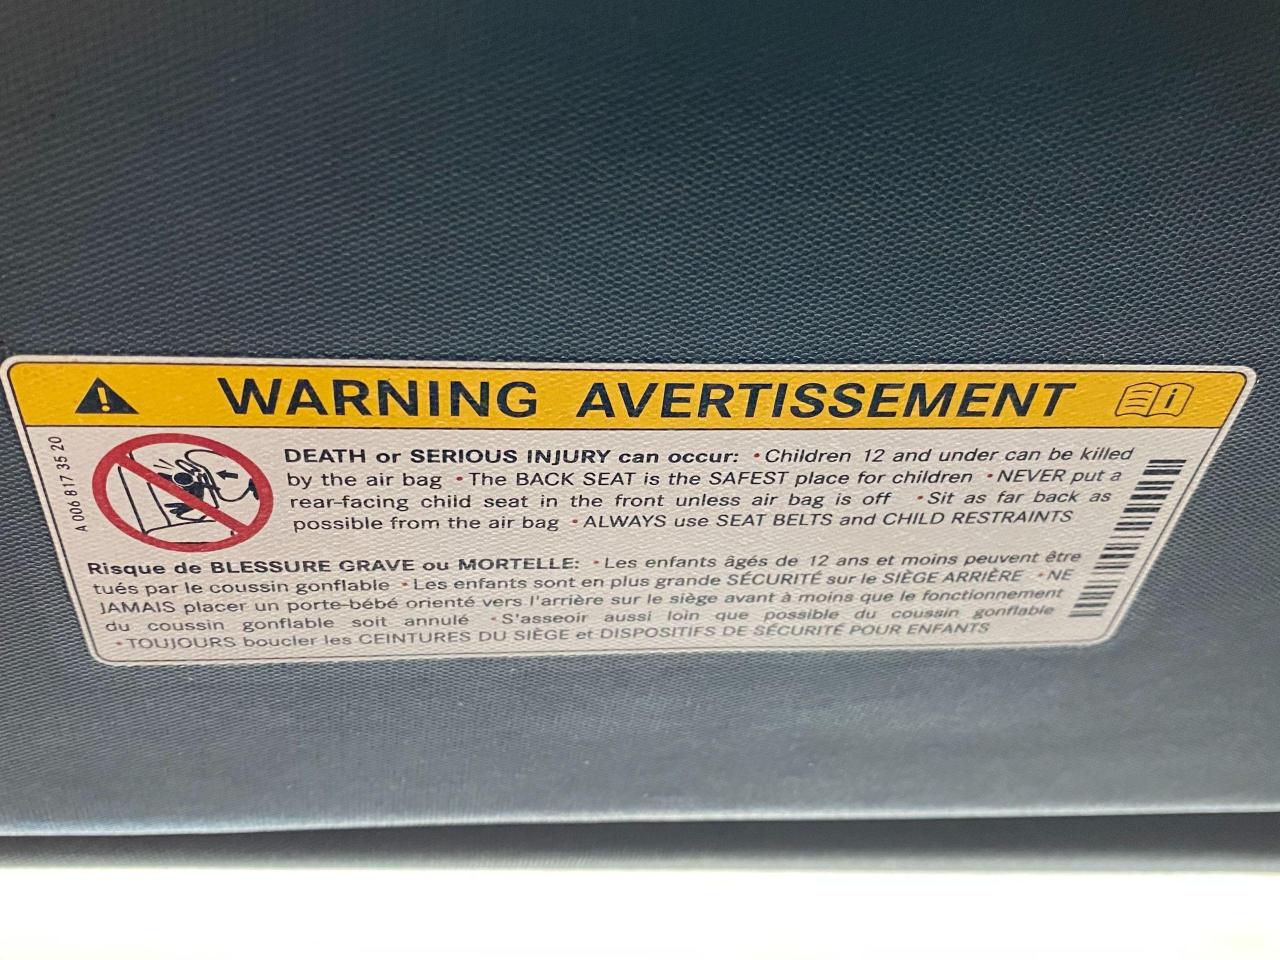 WARNING AVERTISSEMENT
A 006 817 35 20
DEATH or SERIOUS INJURY can occur: •Children 12 and under can be killed
by the air bag •The BACK SEAT is the SAFEST place for children •NEVER put a
rear-facing child seat in the front unless air bag is off •Sit as far back as
possible from the air bag •ALWAYS use SEAT BELTS and CHILD RESTRAINTS
Risque de BLESSURE GRAVE ou MORTELLE: •Les enfants âgés de 12 ans et moins peuvent être
tués par le coussin gonflable •Les enfants sont en plus grande SÉCURITÉ sur le SIÈGE ARRIÈRE •NE
JAMAIS placer un porte-bébé orienté vers l'arrière sur le siège avant à moins que le fonctionnement
du coussin gonflable soit annulé •S'asseoir aussi loin que possible du coussin gonflable
•TOUJOURS boucler les CEINTURES DU SIÈGE et DISPOSITIFS DE SÉCURITÉ POUR ENFANTS